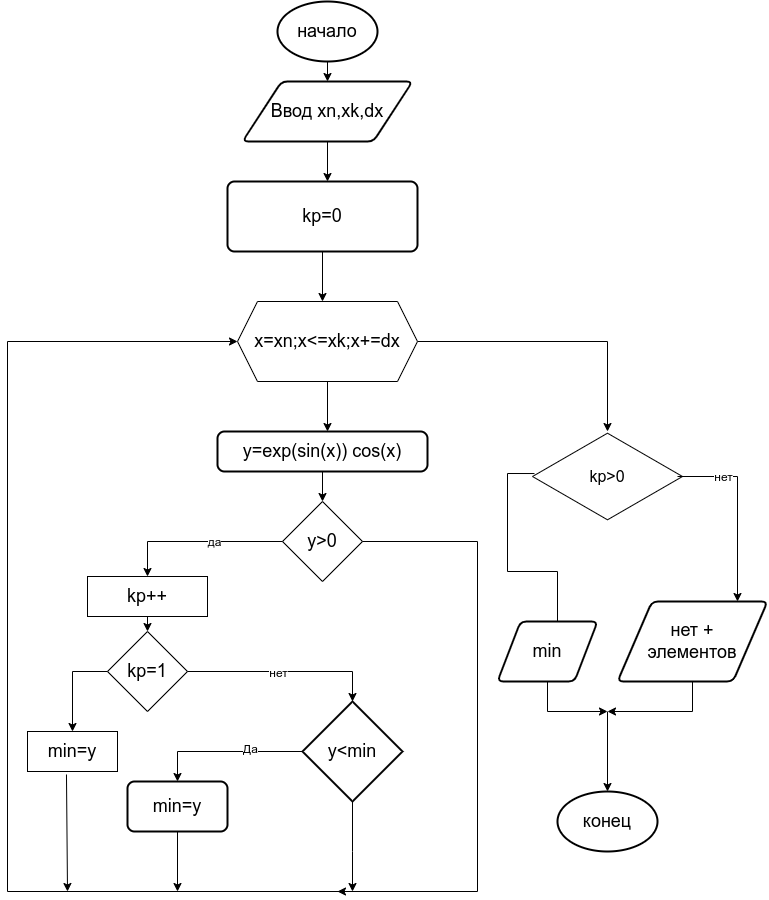 начало
Ввод xn,xk,dx
kp=0
x=xn;x<=xk;x+=dx
y=exp(sin(x)) cos(x)
y>0
да
kp++
kp=1
нет
min=y
y<min
Да
min=y
kp>0
нет
min
нет +
элементов
конец